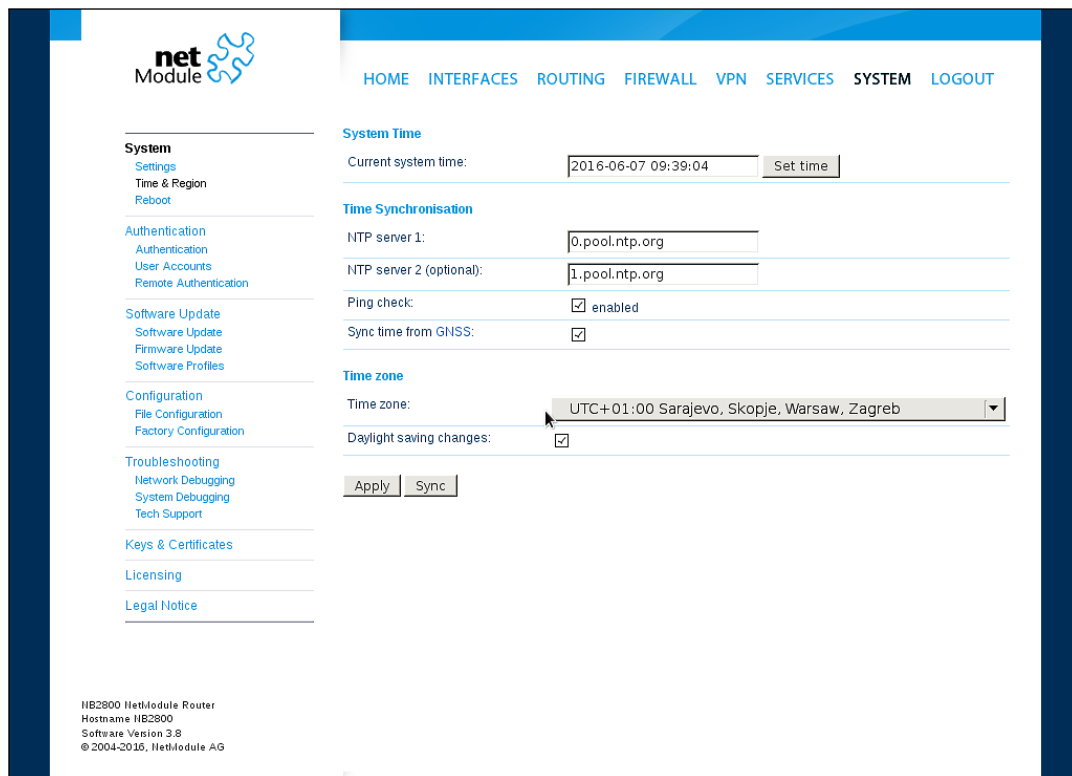 net
Module
HOME INTERFACES ROUTING FIREWALL VPN SERVICES SYSTEM LOGOUT
System
Settings
Time & Region
Reboot
Authentication
Authentication
User Accounts
Remote Authentication
Software Update
Software Update
Firmware Update
Software Profiles
Configuration
File Configuration
Factory Configuration
Troubleshooting
Network Debugging
System Debugging
Tech Support
Keys & Certificates
Licensing
Legal Notice
System Time
Current system time: 2016-06-07 09:39:04 Set time
Time Synchronisation
NTP server 1: 0.pool.ntp.org
NTP server 2 (optional): 1.pool.ntp.org
Ping check: enabled
Sync time from GNSS:
Time zone
Time zone: UTC+01:00 Sarajevo, Skopje, Warsaw, Zagreb
Daylight saving changes:
Apply Sync
NB2800 NetModule Router
Hostname NB2800
Software Version 3.8
© 2004-2016, NetModule AG